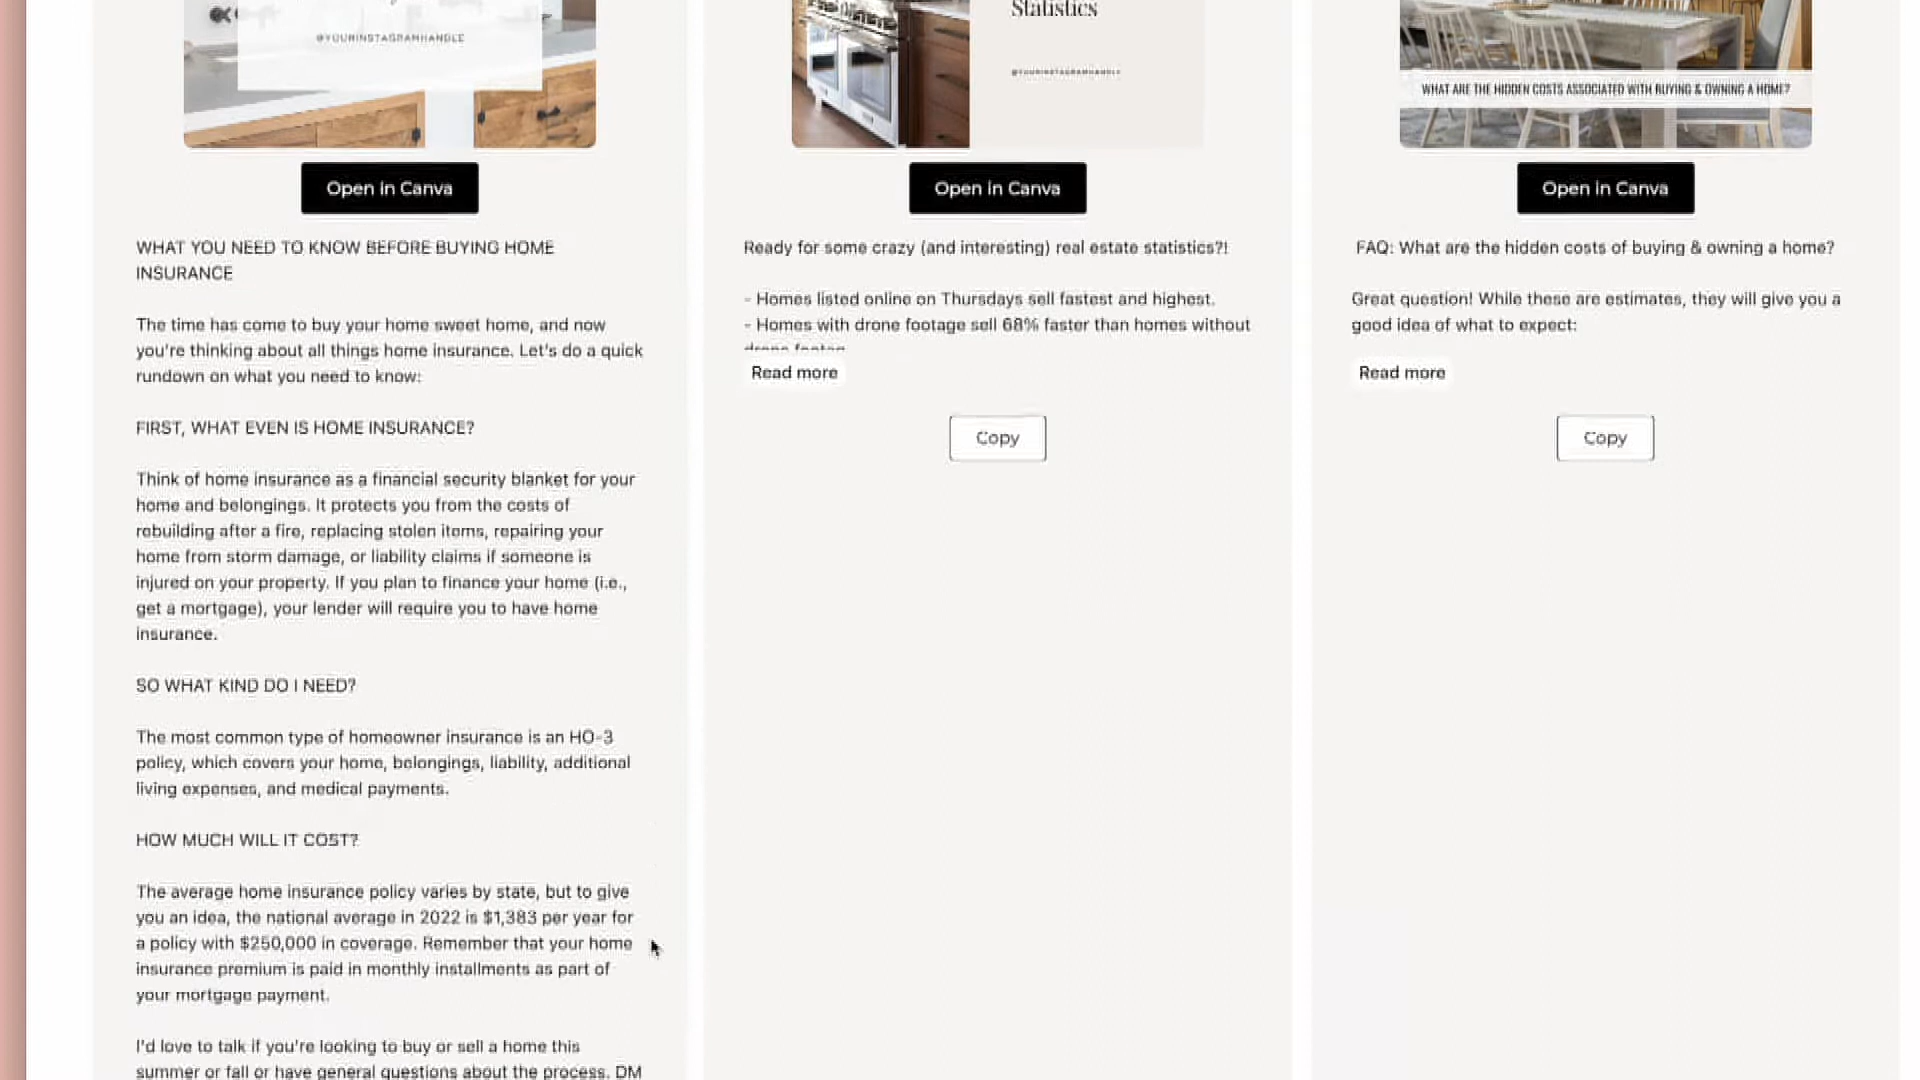 @YOURINSTAGRAMHANDLE
Open in Canva
WHAT YOU NEED TO KNOW BEFORE BUYING HOME
INSURANCE
The time has come to buy your home sweet home, and now
you're thinking about all things home insurance. Let's do a quick
rundown on what you need to know:
FIRST, WHAT EVEN IS HOME INSURANCE?
Think of home insurance as a financial security blanket for your
home and belongings. It protects you from the costs of
rebuilding after a fire, replacing stolen items, repairing your
home from storm damage, or liability claims if someone is
injured on your property. If you plan to finance your home (i.e.,
get a mortgage), your lender will require you to have home
insurance.
SO WHAT KIND DO I NEED?
The most common type of homeowner insurance is an HO-3
policy, which covers your home, belongings, liability, additional
living expenses, and medical payments.
HOW MUCH WILL IT COST?
The average home insurance policy varies by state, but to give
you an idea, the national average in 2022 is $1,383 per year for
a policy with $250,000 in coverage. Remember that your home
insurance premium is paid in monthly installments as part of
your mortgage payment.
I'd love to talk if you're looking to buy or sell a home this
summer or fall or have general questions about the process. DM
Statistics
@YOURINSTAGRAMHANDLE
Open in Canva
Ready for some crazy (and interesting) real estate statistics?!
- Homes listed online on Thursdays sell fastest and highest.
- Homes with drone footage sell 68% faster than homes without
Read more
Copy
WHAT ARE THE HIDDEN COSTS ASSOCIATED WITH BUYING & OWNING A HOME?
Open in Canva
FAQ: What are the hidden costs of buying & owning a home?
Great question! While these are estimates, they will give you a
good idea of what to expect:
Read more
Copy